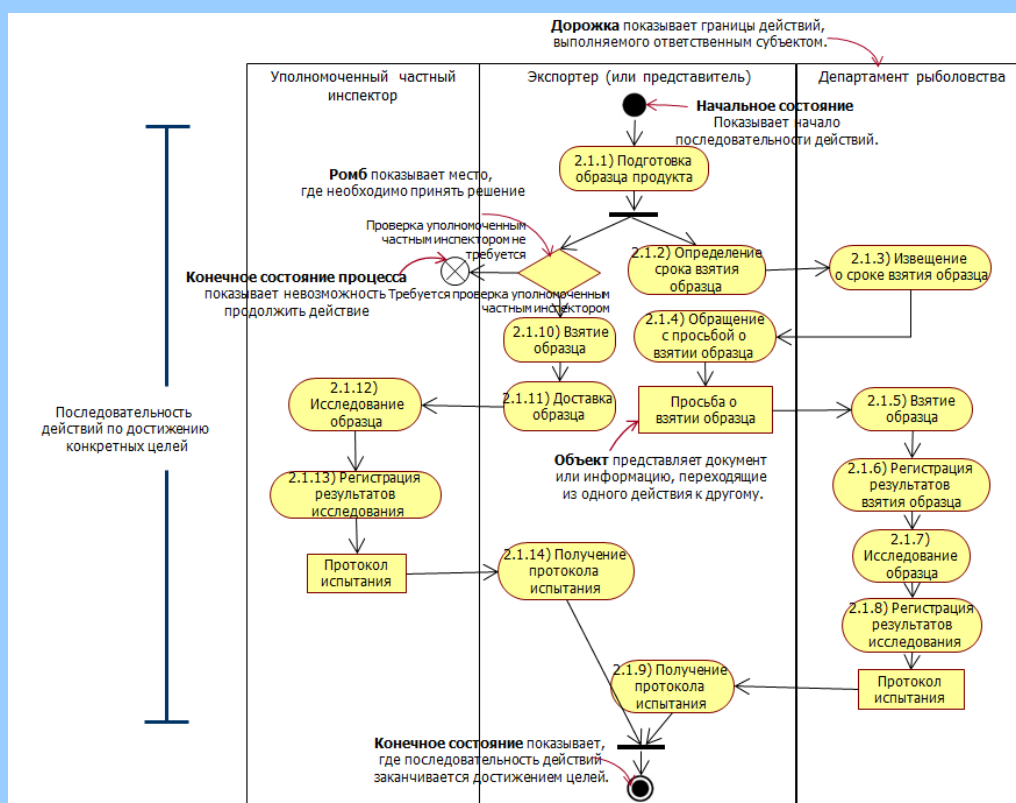 Дорожка показывает границы действий,
выполняемого ответственным субъектом.
Уполномоченный частный
инспектор
Экспортер (или представитель)
Департамент рыболовства
Начальное состояние
Показывает начало
последовательности действий.
2.1.1) Подготовка
образца продукта
Ромб показывает место,
где необходимо принять решение
Проверка уполномоченным
частным инспектором не
требуется
Конечное состояние процесса
показывает невозможность
продолжить действие
Требуется проверка уполномоченным
частным инспектором
2.1.2) Определение
срока взятия
образца
2.1.3) Извещение
о сроке взятия образца
2.1.10) Взятие
образца
2.1.4) Обращение
с просьбой о
взятии образца
2.1.12)
Исследование
образца
2.1.11) Доставка
образца
Просьба о
взятии образца
2.1.5) Взятие
образца
Последовательность
действий по достижению
конкретных целей
Объект представляет документ
или информацию, переходящие
из одного действия к другому.
2.1.6) Регистрация
результатов
взятия образца
2.1.13) Регистрация
результатов
исследования
2.1.7)
Исследование
образца
Протокол
испытания
2.1.14) Получение
протокола
испытания
2.1.8) Регистрация
результатов
исследования
2.1.9) Получение
протокола
испытания
Протокол
испытания
Конечное состояние показывает,
где последовательность действий
заканчивается достижением целей.